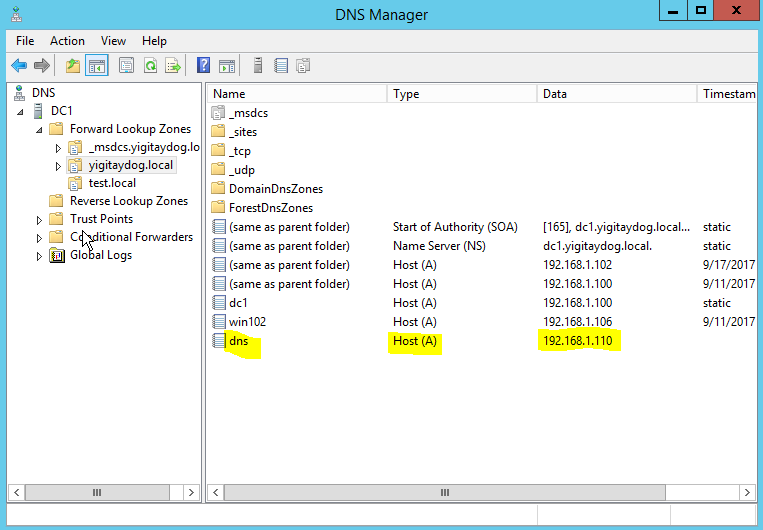 DNS Manager
File Action View Help
DNS
DC1
Forward Lookup Zones
_msdcs.yigitaydog.lo
yigitaydog.local
test.local
Reverse Lookup Zones
Trust Points
Conditional Forwarders
Global Logs
Name Type Data Timestam
_msdcs
_sites
_tcp
_udp
DomainDnsZones
ForestDnsZones
(same as parent folder) Start of Authority (SOA) [165], dc1.yigitaydog.local... static
(same as parent folder) Name Server (NS) dc1.yigitaydog.local. static
(same as parent folder) Host (A) 192.168.1.102 9/17/2017
(same as parent folder) Host (A) 192.168.1.100 9/11/2017
dc1 Host (A) 192.168.1.100 static
win102 Host (A) 192.168.1.106 9/11/2017
dns Host (A) 192.168.1.110